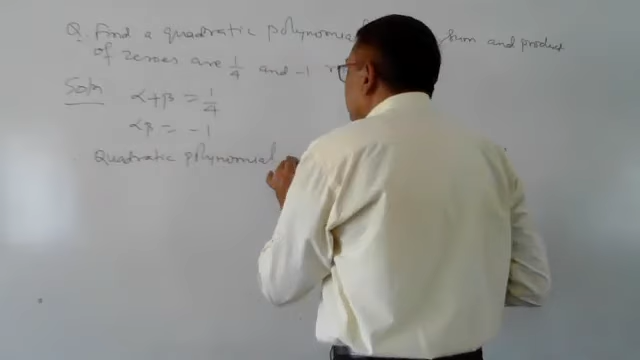 Q. Find a quadratic polynomial sum and product
of zeroes are 1/4 and -1
Soln α+β = 1/4
αβ = -1
Quadratic polynomial